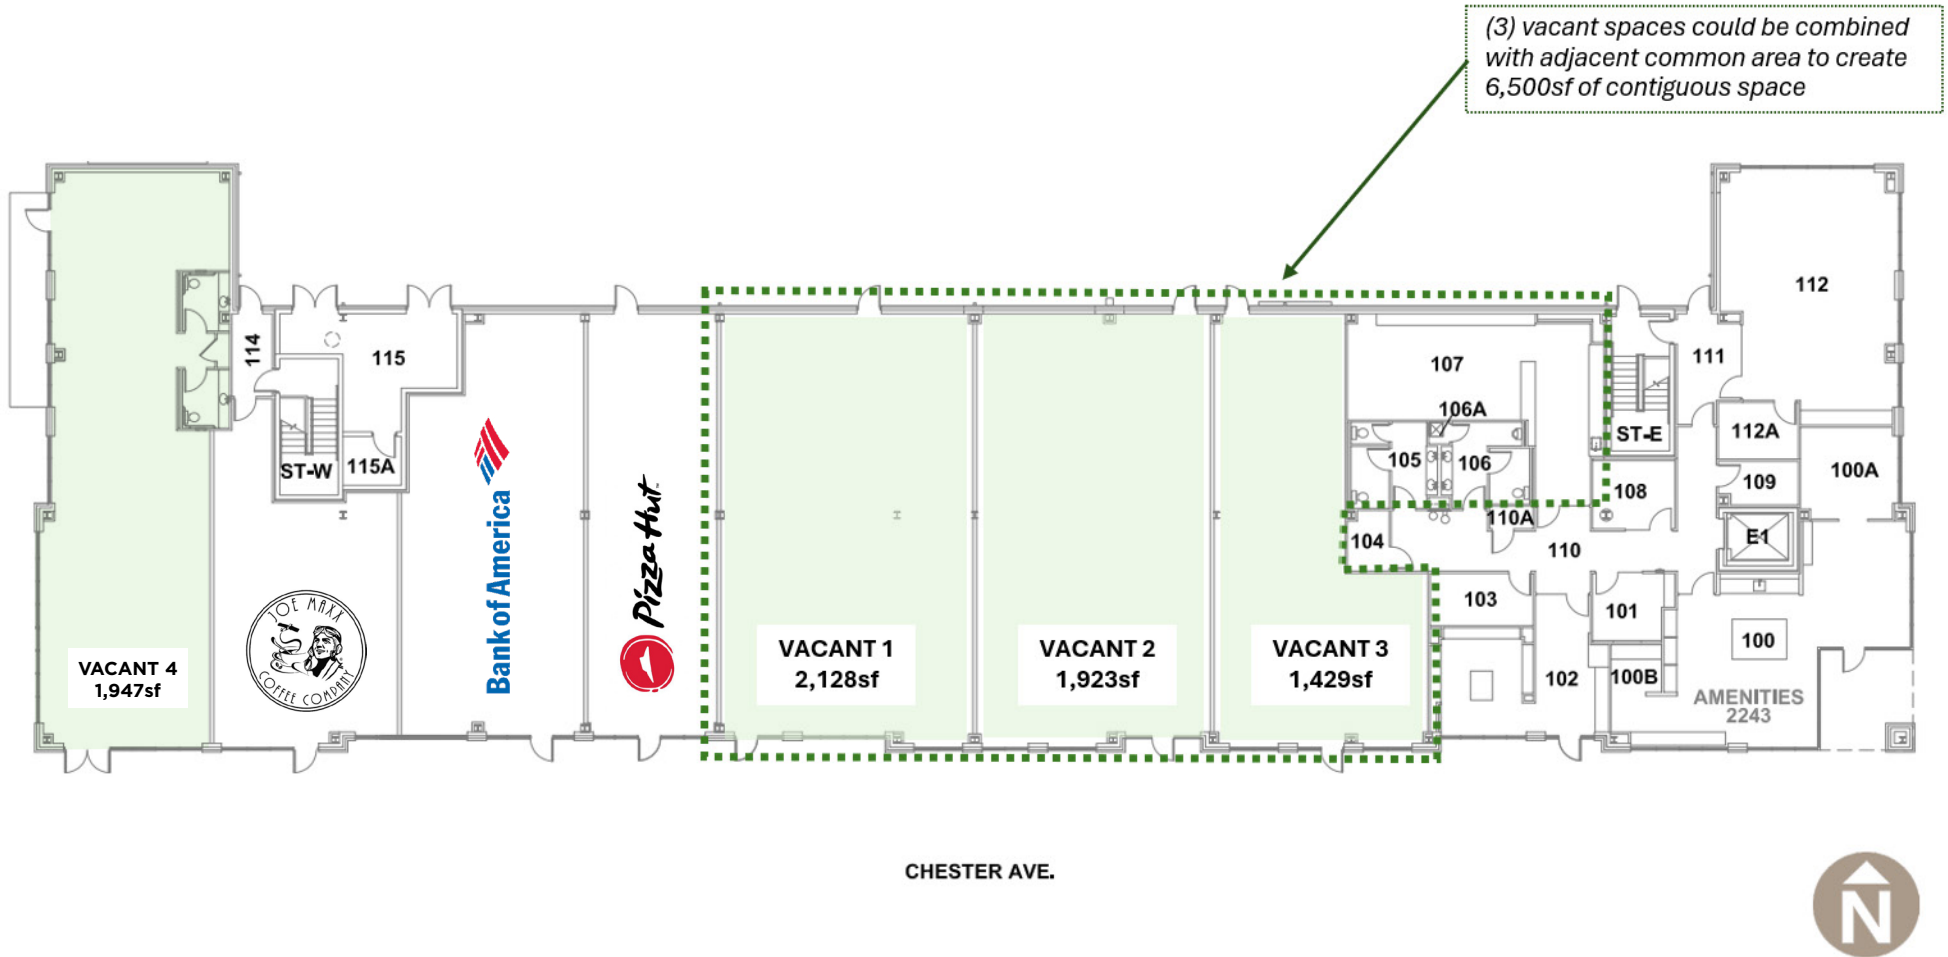 (3) vacant spaces could be combined
with adjacent common area to create
6,500sf of contiguous space
112
114
115
107
111
106A
ST-E
112A
ST-W
115A
105
106
108
109
100A
110A
104
110
E1
103
101
100
JOE MAXX
COFFEE COMPANY
Bank of America
Pizza Hut
VACANT 4
1,947sf
VACANT 1
2,128sf
VACANT 2
1,923sf
VACANT 3
1,429sf
102
100B
AMENITIES
2243
CHESTER AVE.
N